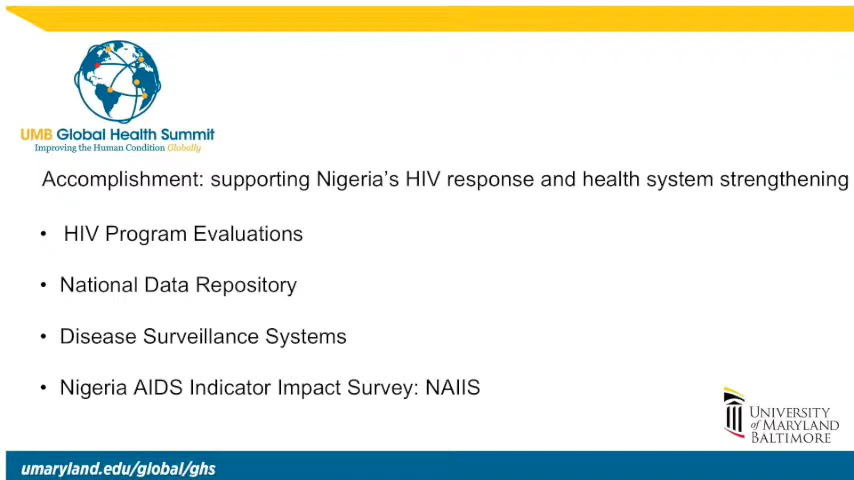 UMB Global Health Summit
Improving the Human Condition Globally
Accomplishment: supporting Nigeria’s HIV response and health system strengthening
• HIV Program Evaluations
• National Data Repository
• Disease Surveillance Systems
• Nigeria AIDS Indicator Impact Survey: NAIIS
UNIVERSITY
of MARYLAND
BALTIMORE
umaryland.edu/global/ghs